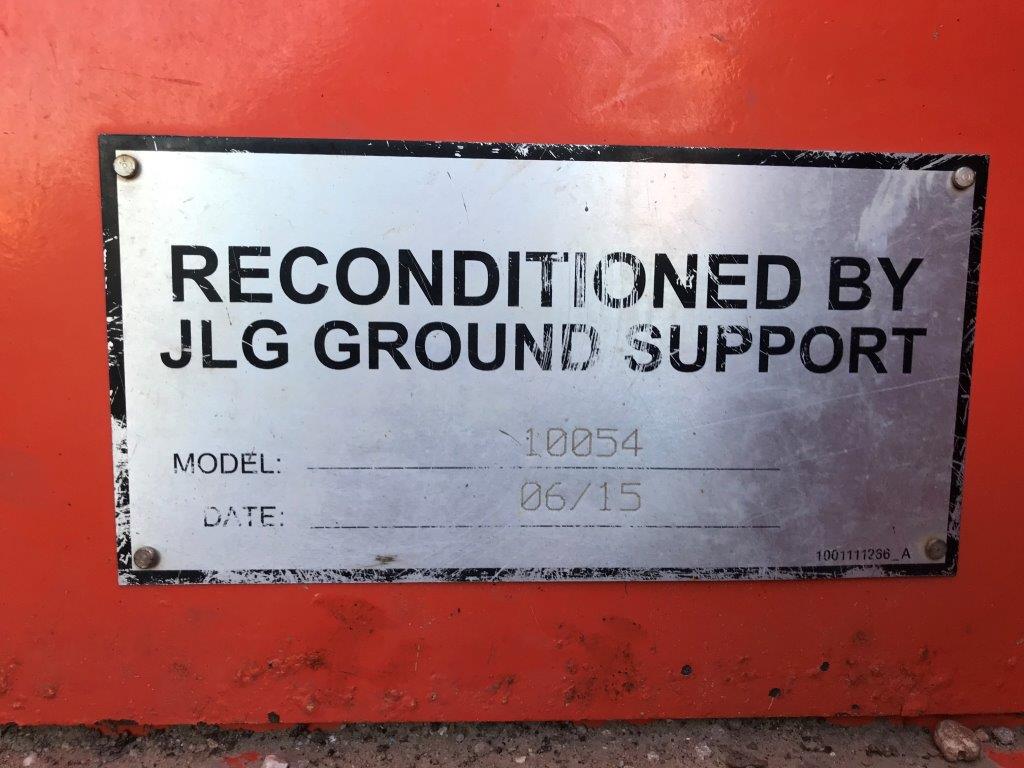 RECONDITIONED BY
JLG GROUND SUPPORT
MODEL: 10054
DATE: 06/15
1001111236_A